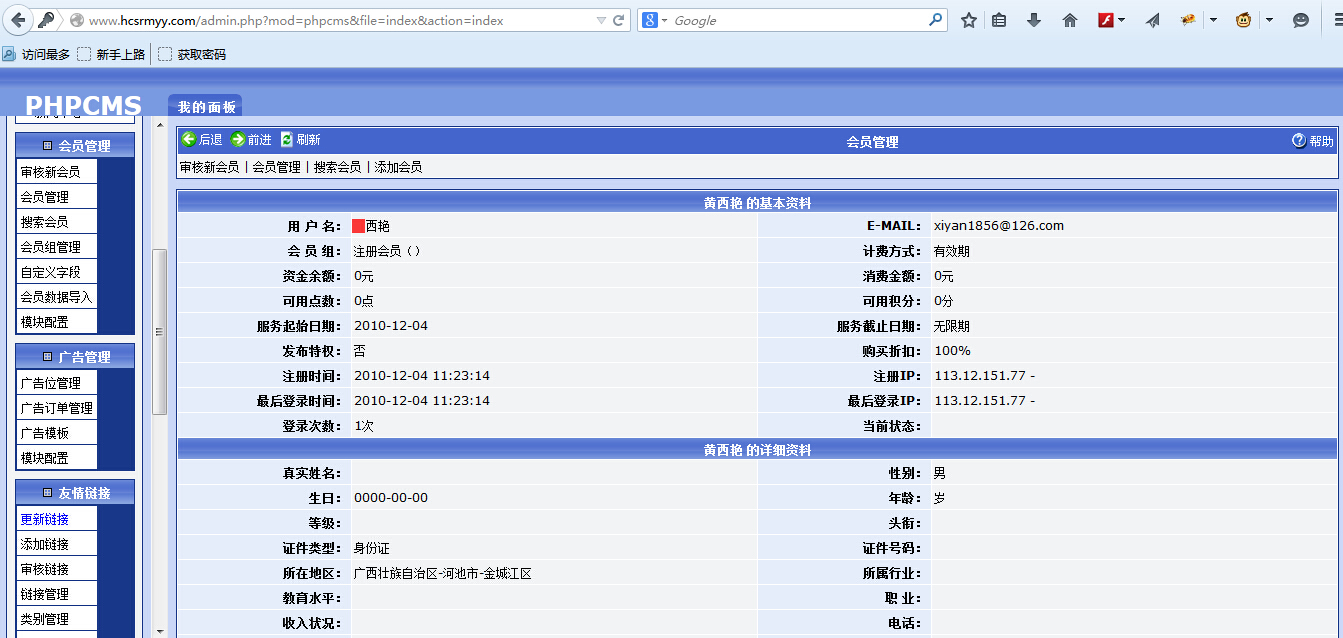 www.hcsrmyy.com/admin.php?mod=phpcms&file=index&action=index
Google
访问最多 新手上路 获取密码
PHPCMS 我的面板
会员管理
审核新会员
会员管理
搜索会员
会员组管理
自定义字段
会员数据导入
模块配置
广告管理
广告位管理
广告订单管理
广告模板
模块配置
友情链接
更新链接
添加链接
审核链接
链接管理
类别管理
后退 前进 刷新 会员管理 帮助
审核新会员 | 会员管理 | 搜索会员 | 添加会员
黄西艳 的基本资料
用 户 名： 西艳 E-MAIL： xiyan1856@126.com
会 员 组： 注册会员（ ） 计费方式： 有效期
资金余额： 0元 消费金额： 0元
可用点数： 0点 可用积分： 0分
服务起始日期： 2010-12-04 服务截止日期： 无限期
发布特权： 否 购买折扣： 100%
注册时间： 2010-12-04 11:23:14 注册IP： 113.12.151.77 -
最后登录时间： 2010-12-04 11:23:14 最后登录IP： 113.12.151.77 -
登录次数： 1次 当前状态：
黄西艳 的详细资料
真实姓名： 性别： 男
生日： 0000-00-00 年龄： 岁
等级： 头衔：
证件类型： 身份证 证件号码：
所在地区： 广西壮族自治区-河池市-金城江区 所属行业：
教育水平： 职 业：
收入状况： 电话：